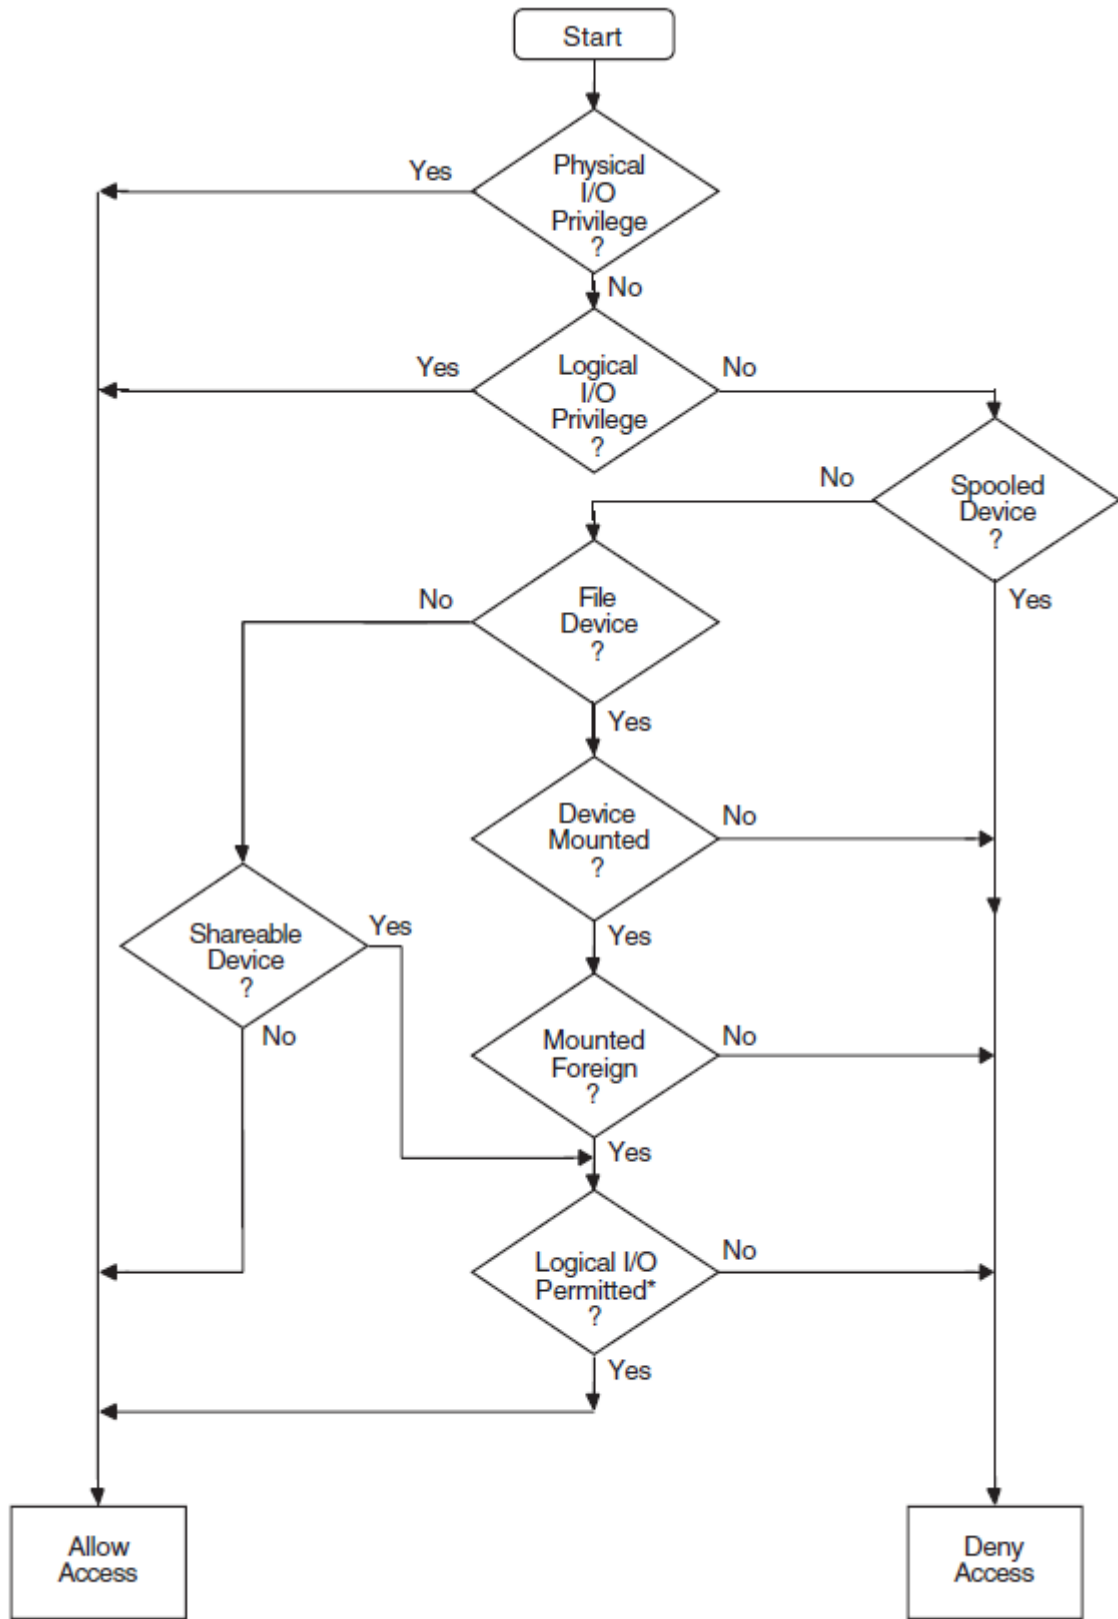 Start
Physical
I/O
Privilege
?
Yes
No
Logical
I/O
Privilege
?
Yes
No
Spooled
Device
?
No
Yes
File
Device
?
No
Yes
Device
Mounted
?
No
Yes
Shareable
Device
?
Yes
No
Mounted
Foreign
?
No
Yes
Logical I/O
Permitted*
?
No
Yes
Allow
Access
Deny
Access